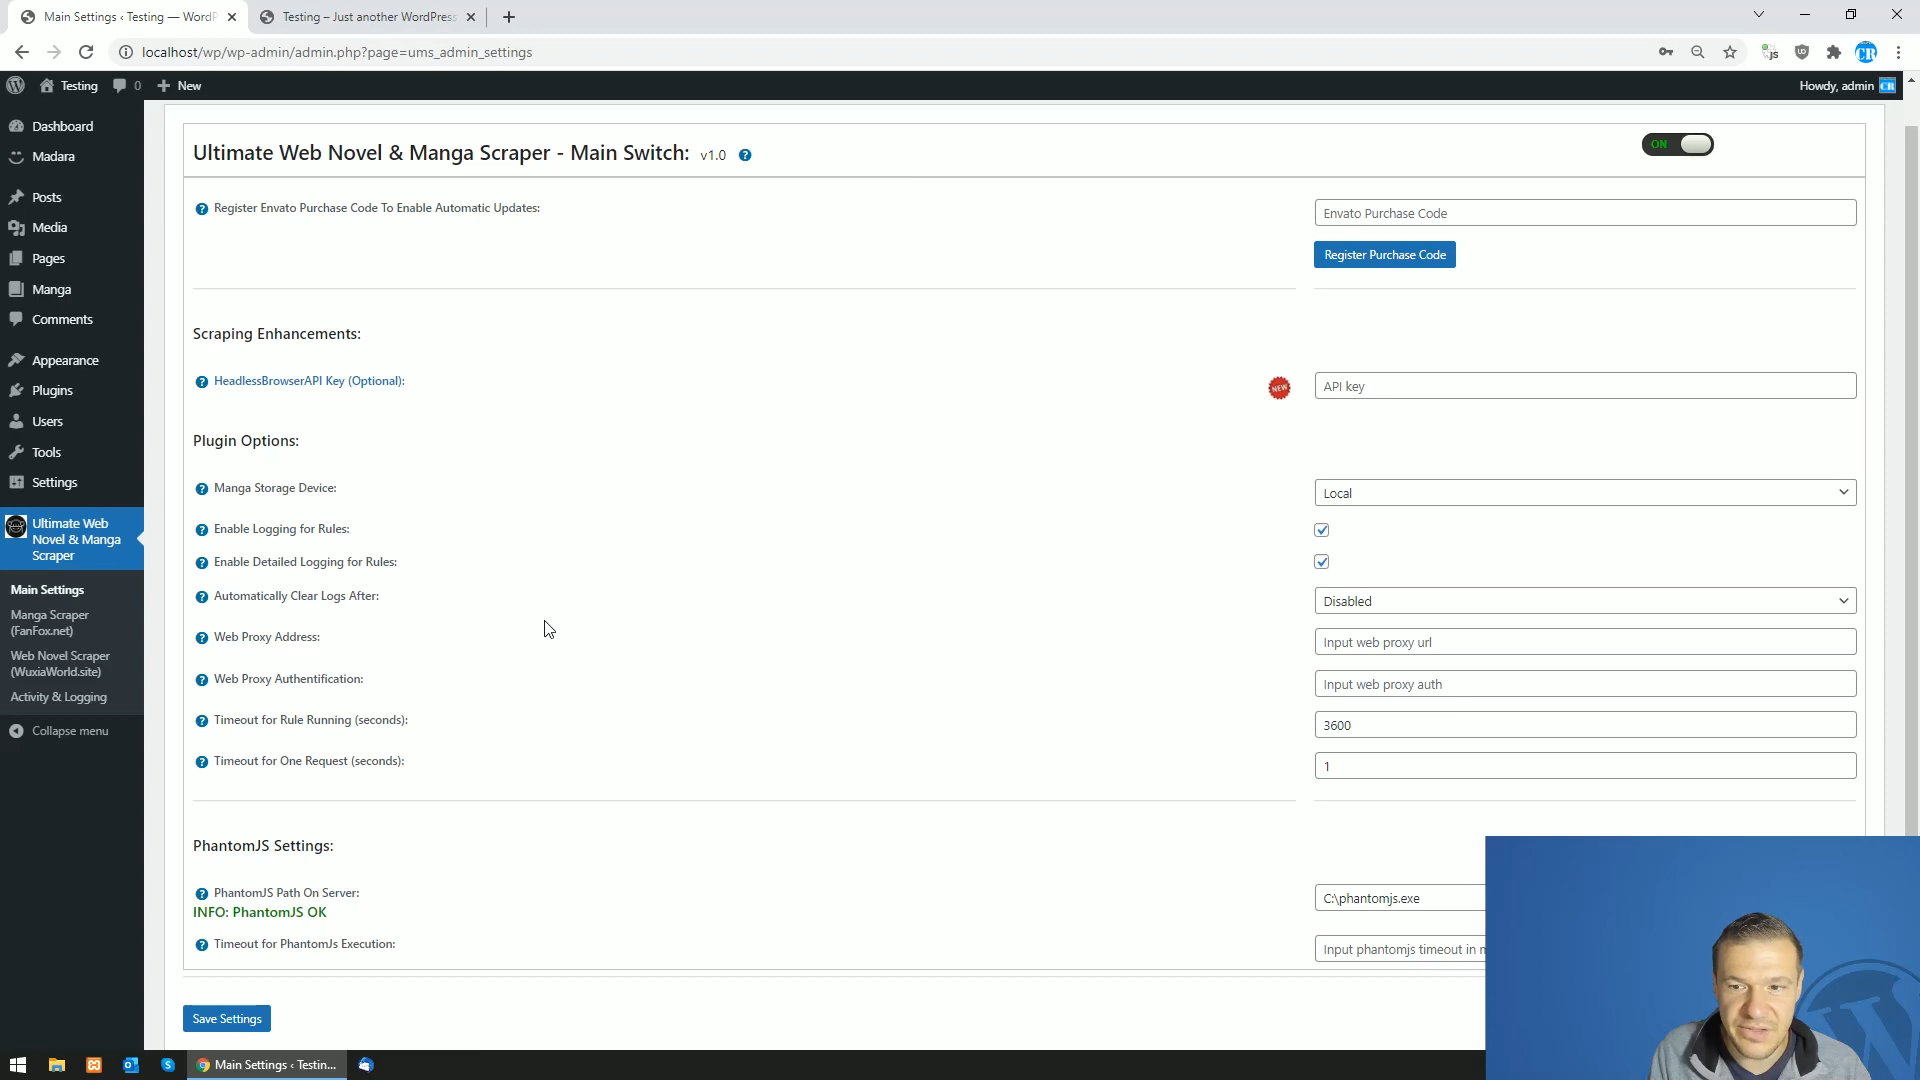 Main Settings ‹ Testing — WordP
Testing – Just another WordPress
localhost/wp/wp-admin/admin.php?page=ums_admin_settings
Testing
0
New
Howdy, admin
CR
Dashboard
Madara
Posts
Media
Pages
Manga
Comments
Appearance
Plugins
Users
Tools
Settings
Ultimate Web
Novel & Manga
Scraper
Main Settings
Manga Scraper
(FanFox.net)
Web Novel Scraper
(WuxiaWorld.site)
Activity & Logging
Collapse menu
Ultimate Web Novel & Manga Scraper - Main Switch: v1.0
ON
Register Envato Purchase Code To Enable Automatic Updates:
Envato Purchase Code
Register Purchase Code
Scraping Enhancements:
HeadlessBrowserAPI Key (Optional):
NEW
API key
Plugin Options:
Manga Storage Device:
Local
Enable Logging for Rules:
Enable Detailed Logging for Rules:
Automatically Clear Logs After:
Disabled
Web Proxy Address:
Input web proxy url
Web Proxy Authentification:
Input web proxy auth
Timeout for Rule Running (seconds):
3600
Timeout for One Request (seconds):
1
PhantomJS Settings:
PhantomJS Path On Server:
C:\phantomjs.exe
INFO: PhantomJS OK
Timeout for PhantomJs Execution:
Input phantomjs timeout in
Save Settings
Main Settings ‹ Testin...